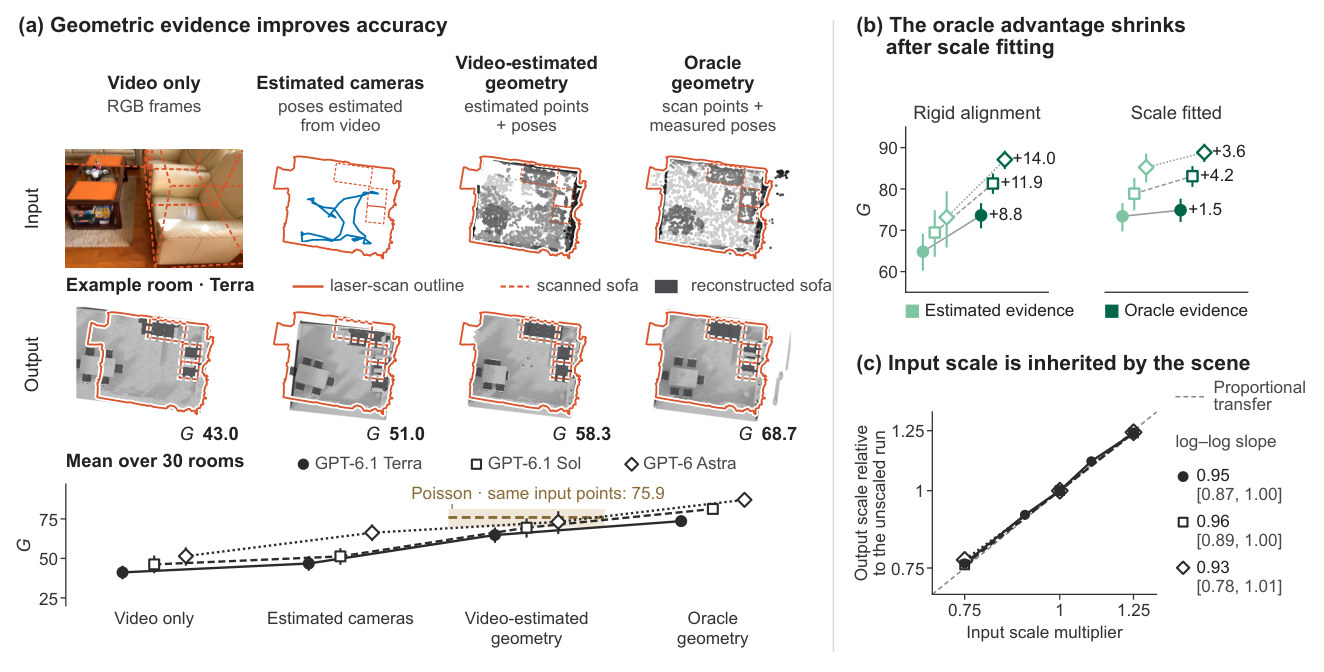 (a) Geometric evidence improves accuracy
Video only
RGB frames
Estimated cameras
poses estimated
from video
Video-estimated
geometry
estimated points
+ poses
Oracle
geometry
scan points +
measured poses
Input
Example room · Terra
laser-scan outline
scanned sofa
reconstructed sofa
Output
G 43.0
G 51.0
G 58.3
G 68.7
Mean over 30 rooms
GPT-6.1 Terra
GPT-6.1 Sol
GPT-6 Astra
Poisson · same input points: 75.9
G
75
50
25
Video only
Estimated cameras
Video-estimated
geometry
Oracle
geometry
(b) The oracle advantage shrinks
after scale fitting
Rigid alignment
Scale fitted
G
90
80
70
60
+14.0
+11.9
+8.8
+3.6
+4.2
+1.5
Estimated evidence
Oracle evidence
(c) Input scale is inherited by the scene
Proportional
transfer
log–log slope
0.95
[0.87, 1.00]
0.96
[0.89, 1.00]
0.93
[0.78, 1.01]
Output scale relative
to the unscaled run
1.25
1
0.75
0.75
1
1.25
Input scale multiplier